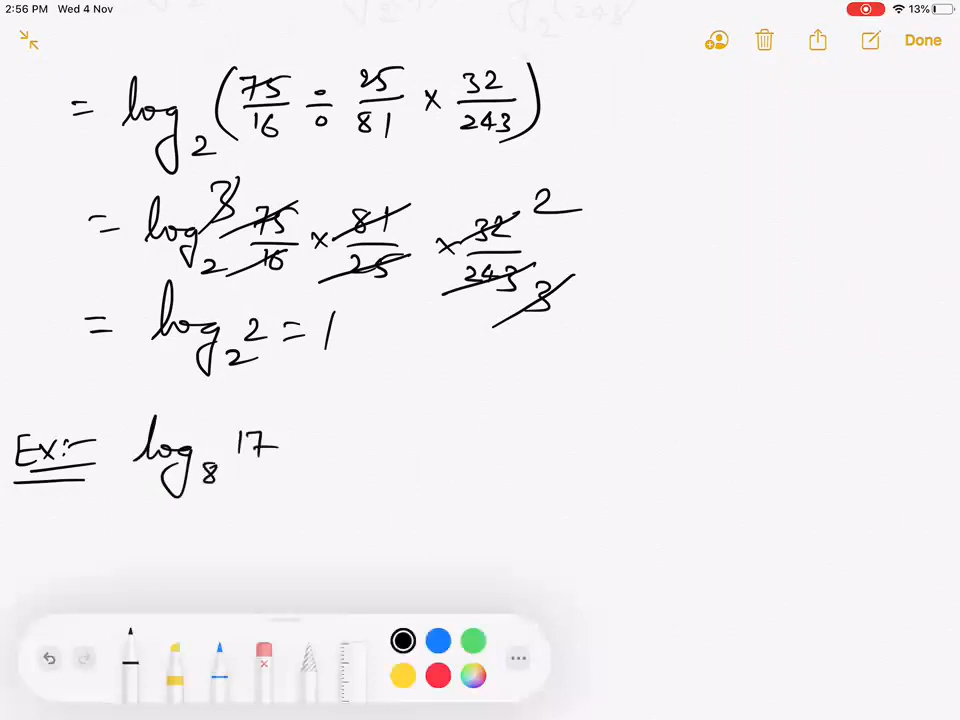 2:56 PM Wed 4 Nov 13%
Done
= log₂ (75/16 ÷ 25/81 × 32/243)
= log₂ 3 75/16 × 81/25 × 32/243 2 3
= log₂ 2 = 1
Ex:- log₈ 17